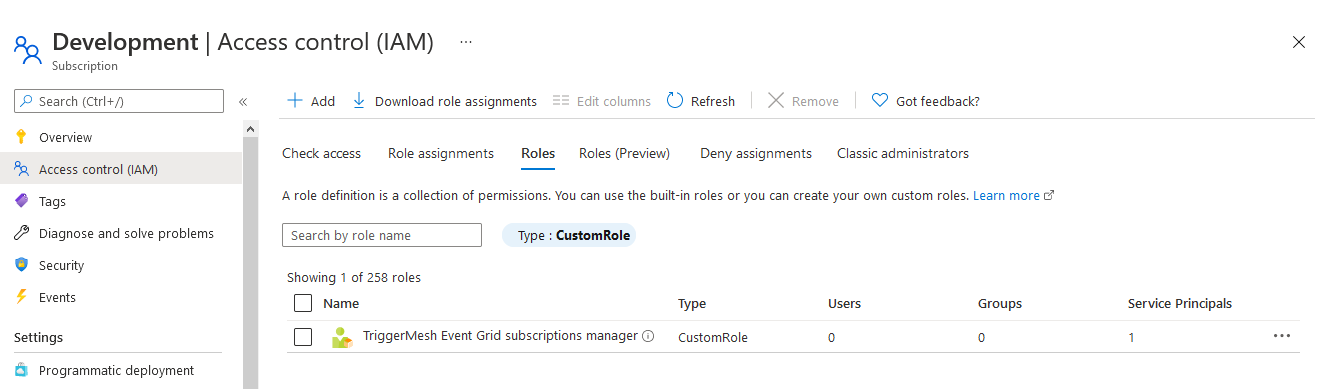 Development | Access control (IAM) ...
Subscription
Search (Ctrl+/)
«
Overview
Access control (IAM)
Tags
Diagnose and solve problems
Security
Events
Settings
Programmatic deployment
Add
Download role assignments
Edit columns
Refresh
Remove
Got feedback?
Check access
Role assignments
Roles
Roles (Preview)
Deny assignments
Classic administrators
A role definition is a collection of permissions. You can use the built-in roles or you can create your own custom roles. Learn more
Search by role name
Type : CustomRole
Showing 1 of 258 roles
Name Type Users Groups Service Principals
TriggerMesh Event Grid subscriptions manager CustomRole 0 0 1 ...